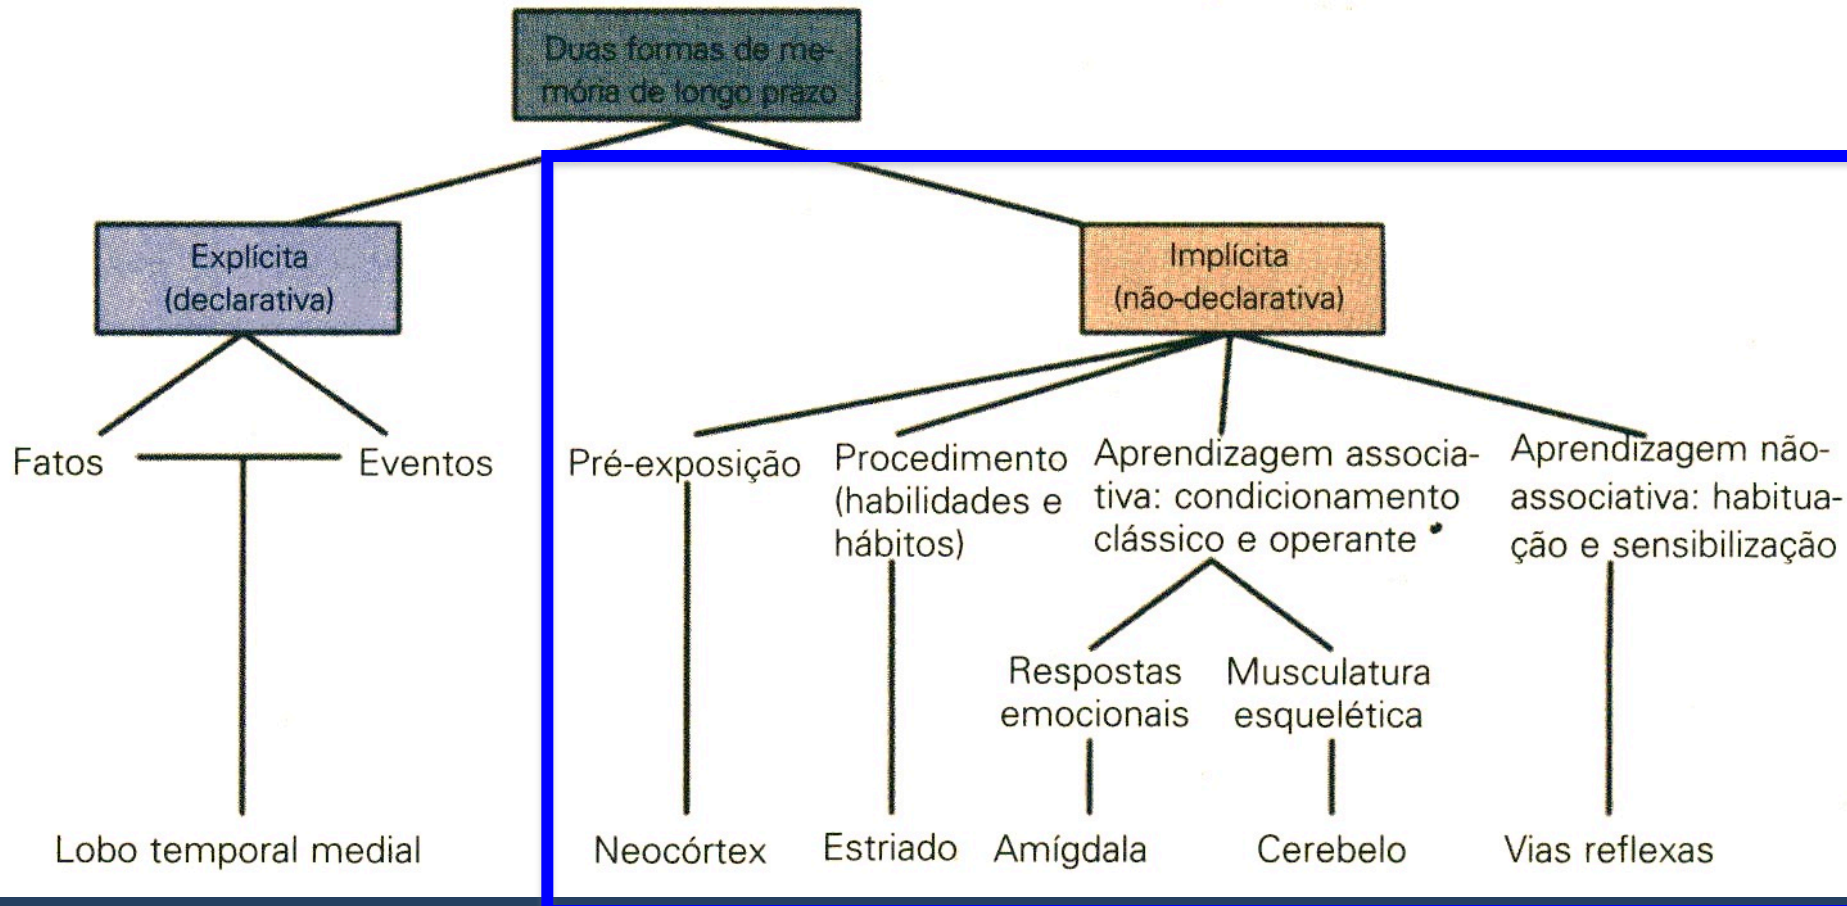 Duas formas de me-
mória de longo prazo
Explícita
(declarativa)
Implícita
(não-declarativa)
Fatos
Eventos
Pré-exposição
Procedimento
(habilidades e
hábitos)
Aprendizagem associa-
tiva: condicionamento
clássico e operante
Aprendizagem não-
associativa: habitua-
ção e sensibilização
Respostas
emocionais
Musculatura
esquelética
Lobo temporal medial
Neocórtex
Estriado
Amígdala
Cerebelo
Vias reflexas